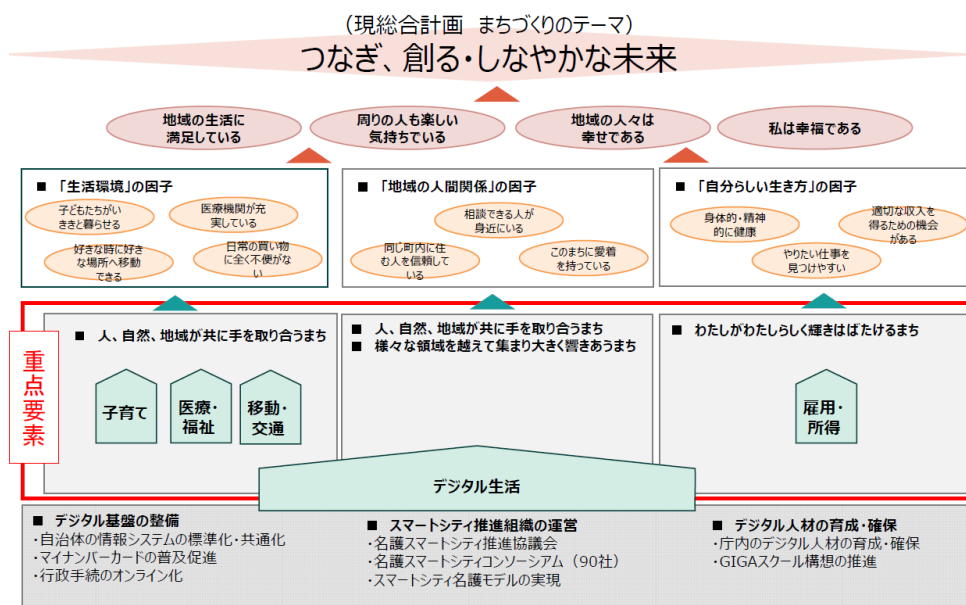 （現総合計画　まちづくりのテーマ）
つなぎ、創る・しなやかな未来
地域の生活に
満足している
周りの人も楽しい
気持ちでいる
地域の人々は
幸せである
私は幸福である
■ 「生活環境」の因子
子どもたちがい
きいきと暮らせる
医療機関が充
実している
好きな時に好き
な場所へ移動
できる
日常の買い物
に全く不便がな
い
■ 「地域の人間関係」の因子
相談できる人が
身近にいる
同じ町内に住
む人を信頼して
いる
このまちに愛着
を持っている
■ 「自分らしい生き方」の因子
身体的・精神
的に健康
適切な収入を
得るための機会
がある
やりたい仕事を
見つけやすい
重点要素
■ 人、自然、地域が共に手を取り合うまち
子育て
医療・
福祉
移動・
交通
■ 人、自然、地域が共に手を取り合うまち
■ 様々な領域を越えて集まり大きく響きあうまち
■ わたしがわたしらしく輝きはばたけるまち
雇用・
所得
デジタル生活
■ デジタル基盤の整備
・自治体の情報システムの標準化・共通化
・マイナンバーカードの普及促進
・行政手続のオンライン化
■ スマートシティ推進組織の運営
・名護スマートシティ推進協議会
・名護スマートシティコンソーシアム（90社）
・スマートシティ名護モデルの実現
■ デジタル人材の育成・確保
・庁内のデジタル人材の育成・確保
・GIGAスクール構想の推進